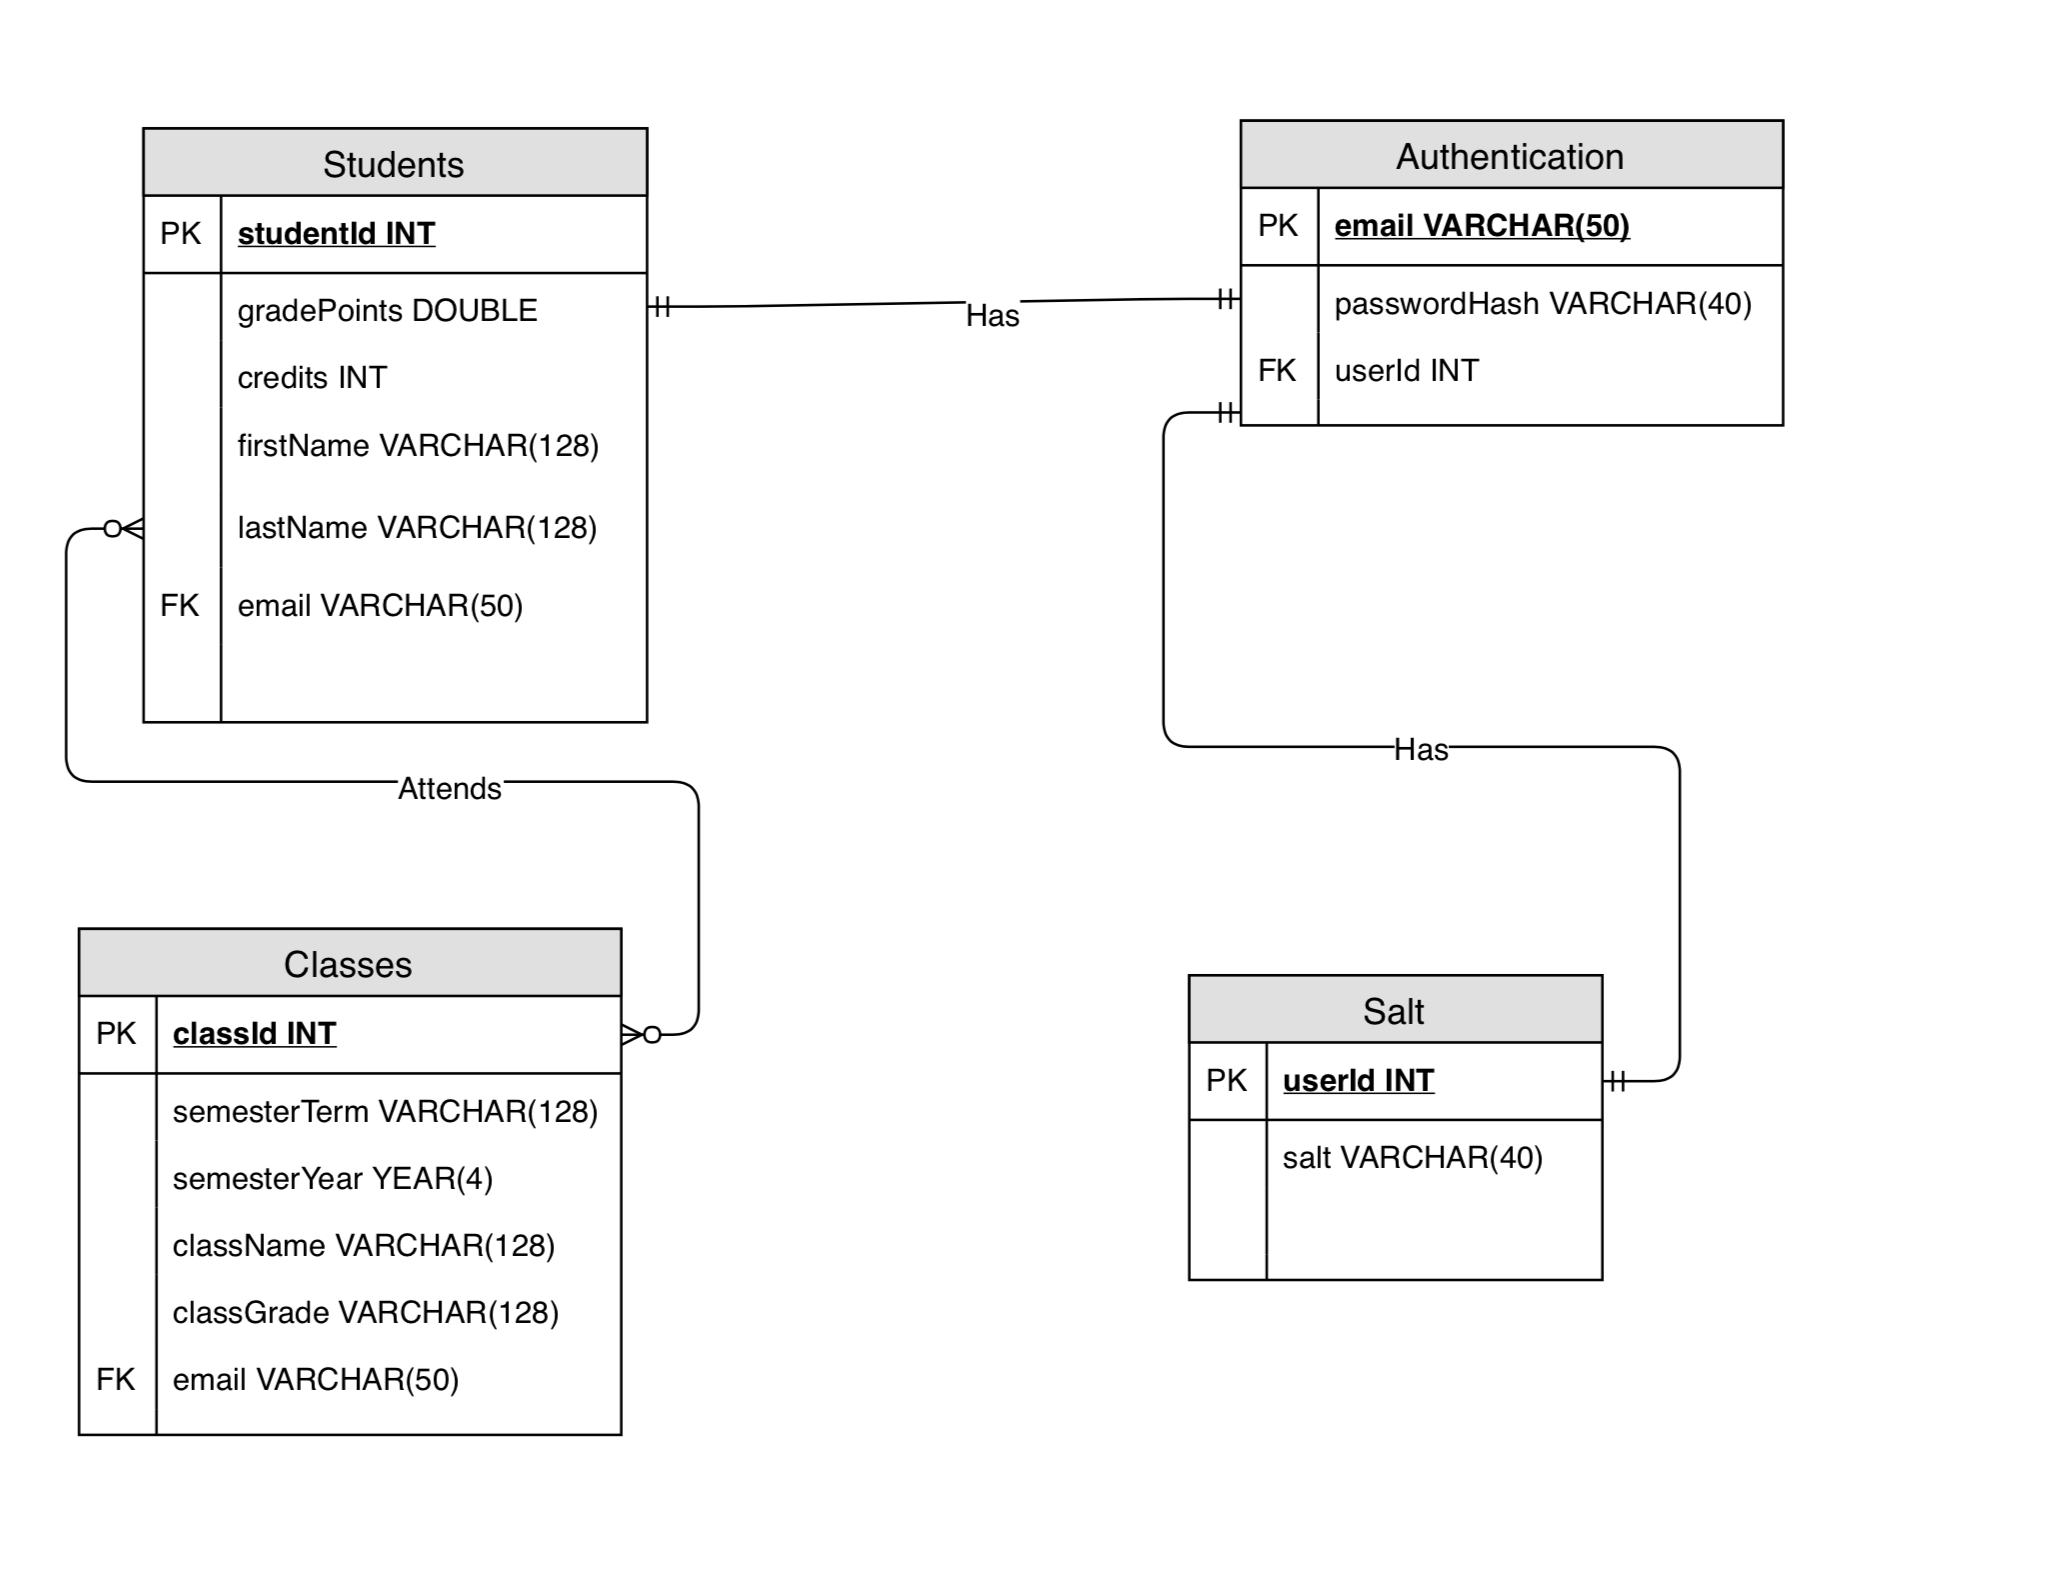 Students
PK studentId INT
gradePoints DOUBLE
credits INT
firstName VARCHAR(128)
lastName VARCHAR(128)
FK email VARCHAR(50)
Has
Authentication
PK email VARCHAR(50)
passwordHash VARCHAR(40)
FK userId INT
Attends
Has
Classes
PK classId INT
semesterTerm VARCHAR(128)
semesterYear YEAR(4)
className VARCHAR(128)
classGrade VARCHAR(128)
FK email VARCHAR(50)
Salt
PK userId INT
salt VARCHAR(40)